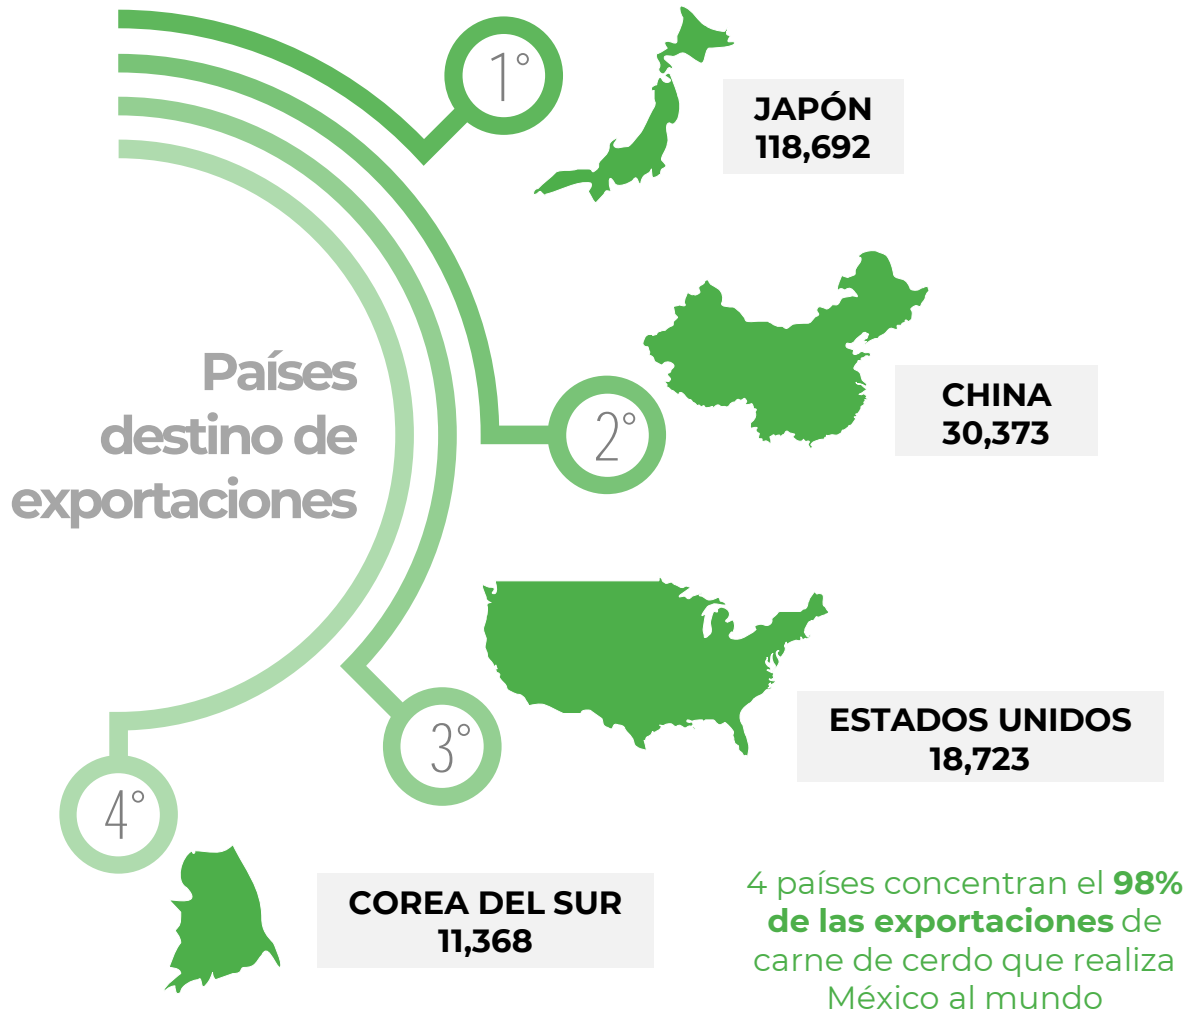 1°
JAPÓN
118,692
Países
destino de
exportaciones
2°
CHINA
30,373
3°
ESTADOS UNIDOS
18,723
4°
COREA DEL SUR
11,368
4 países concentran el 98%
de las exportaciones de
carne de cerdo que realiza
México al mundo